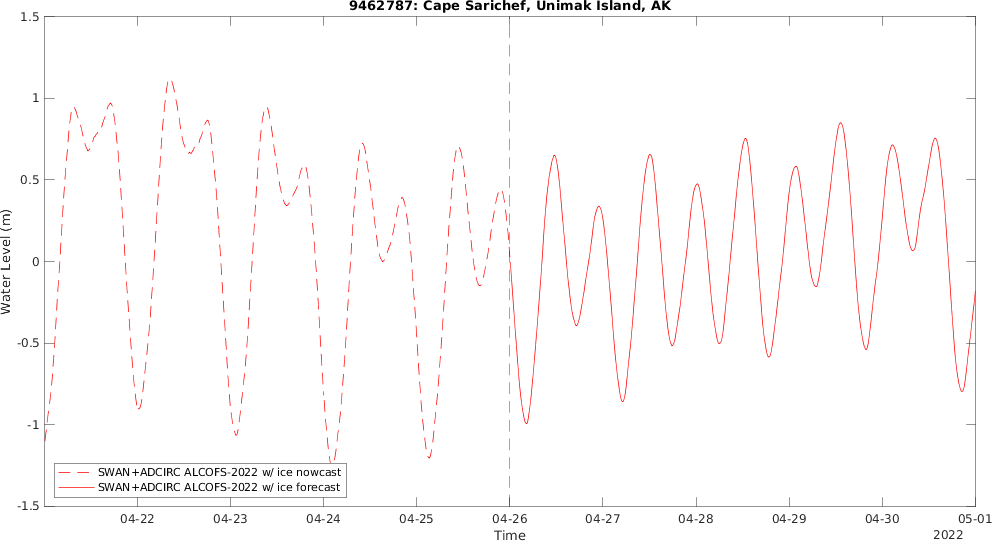 9462787: Cape Sarichef, Unimak Island, AK
1.5
1
0.5
0
-0.5
-1
-1.5
Water Level (m)
SWAN+ADCIRC ALCOFS-2022 w/ ice nowcast
SWAN+ADCIRC ALCOFS-2022 w/ ice forecast
04-22 04-23 04-24 04-25 04-26 04-27 04-28 04-29 04-30 05-01
Time
2022